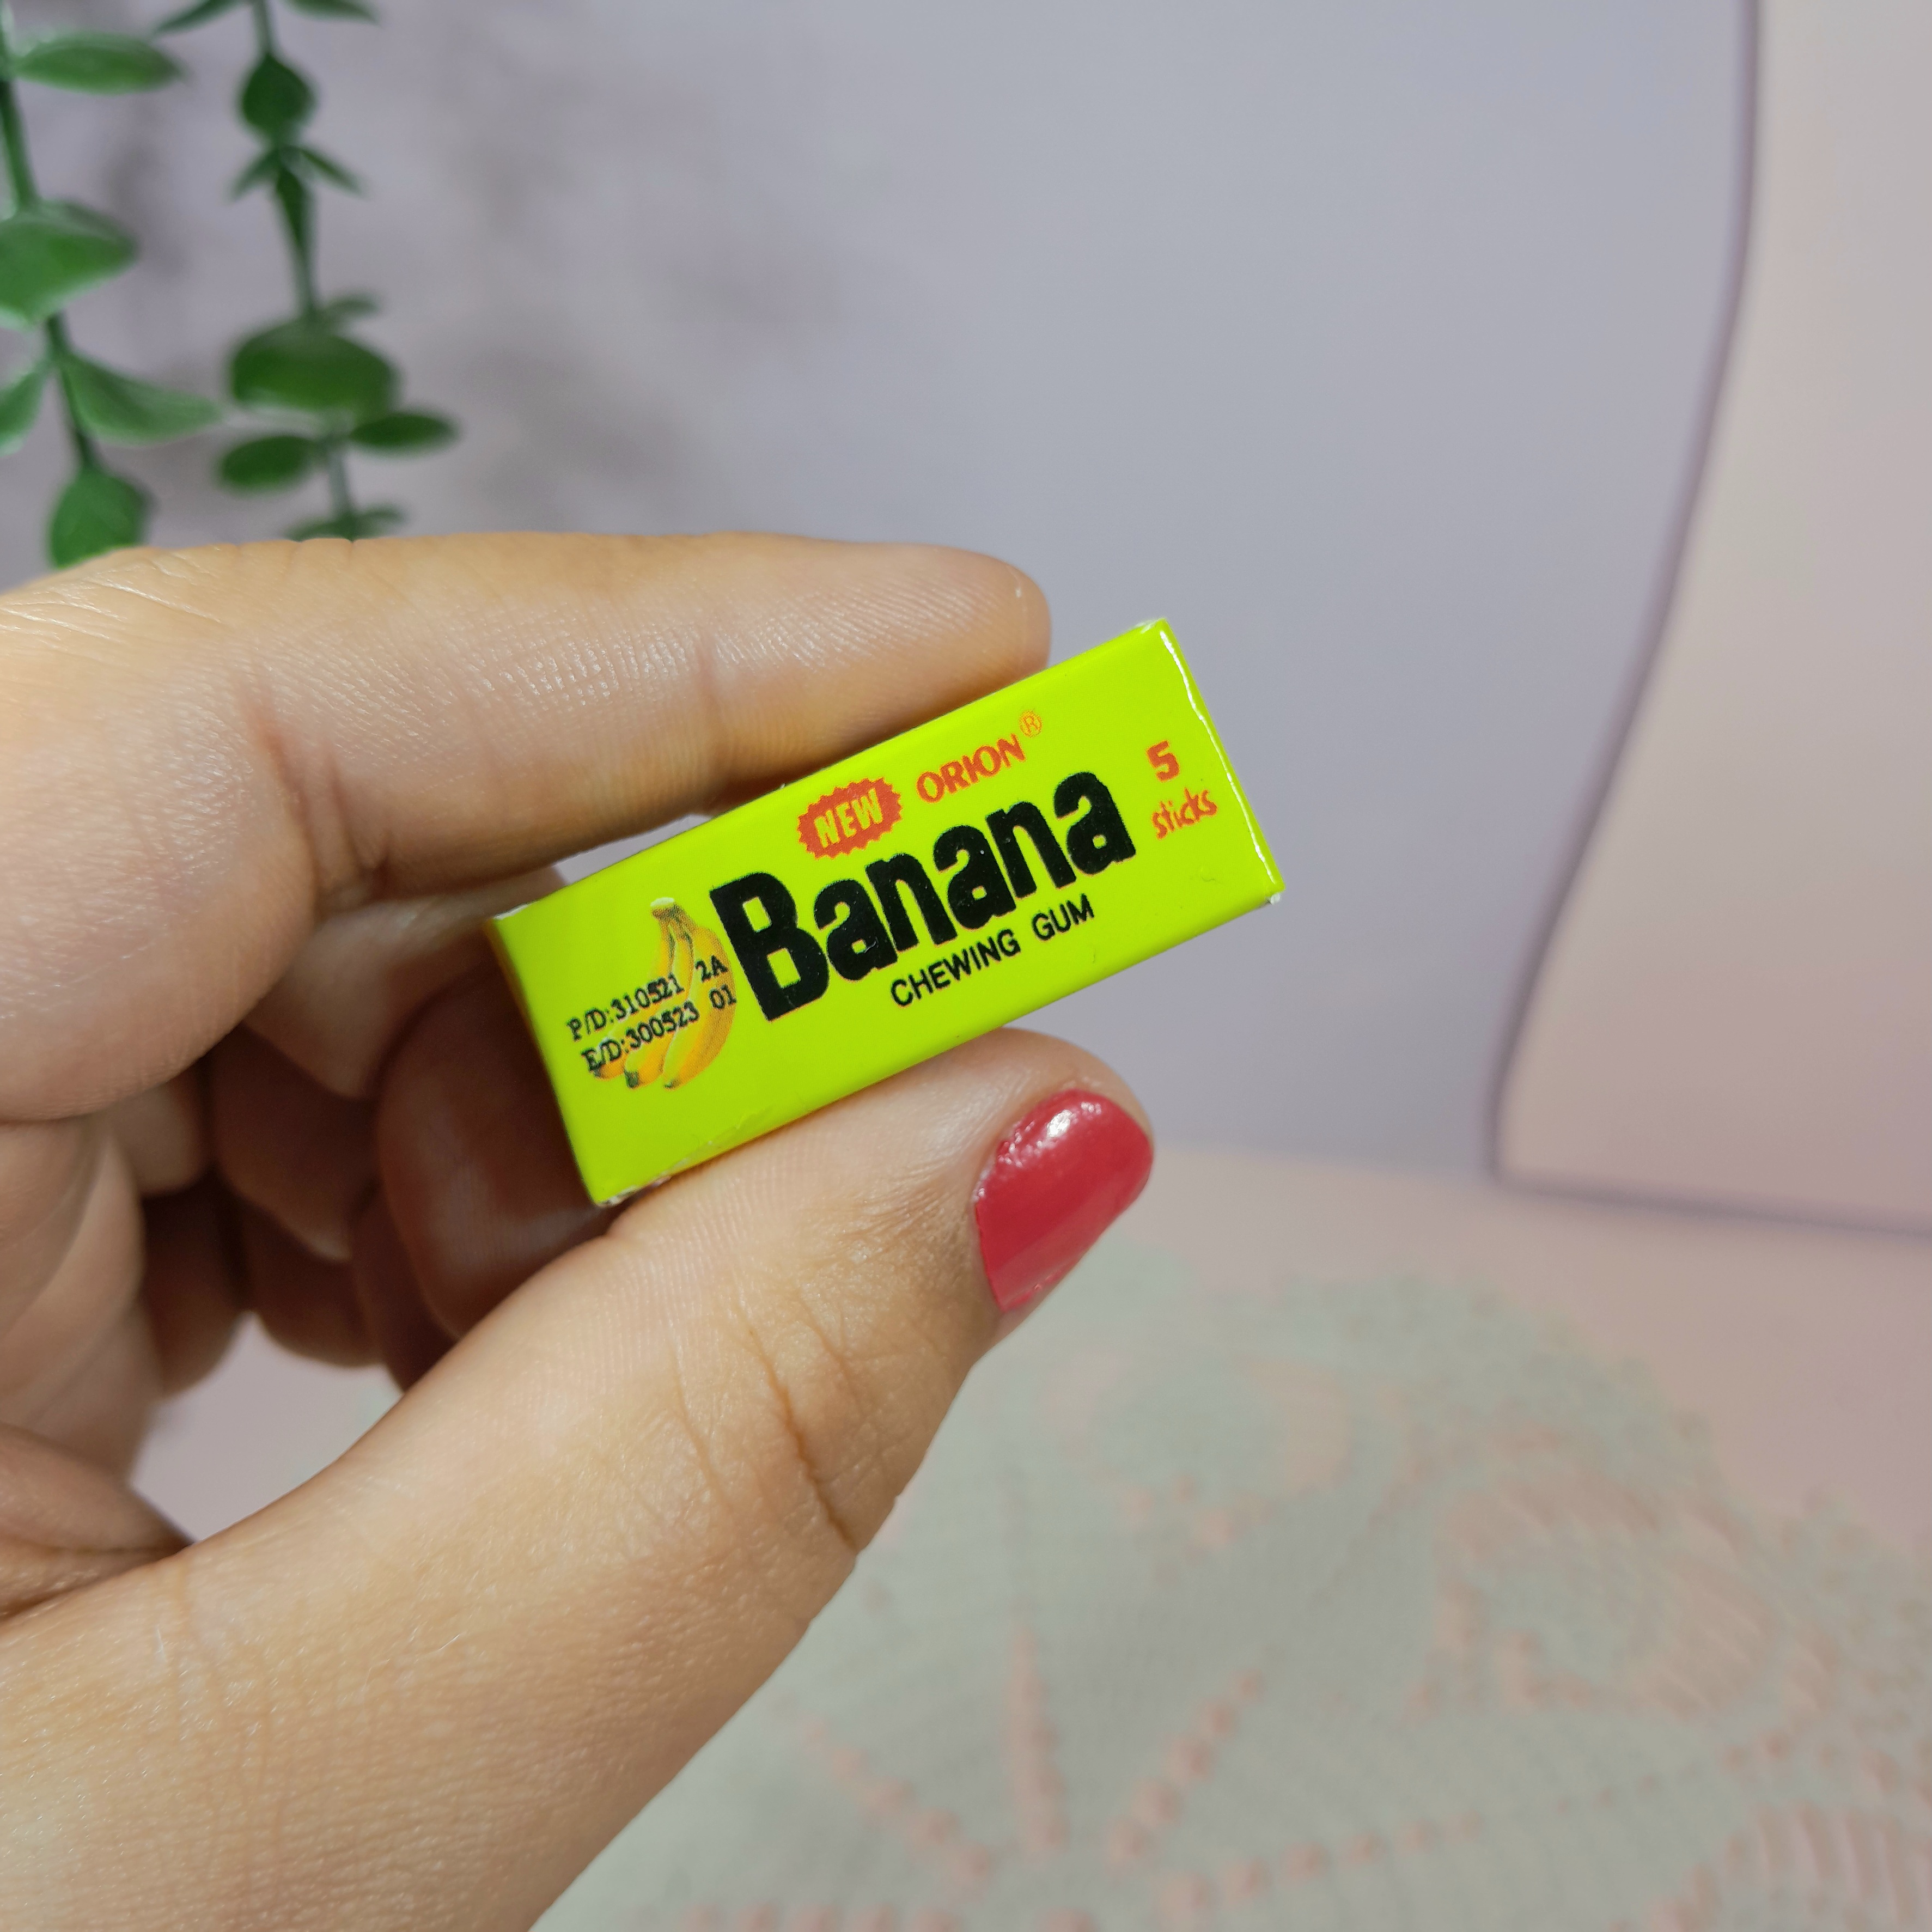 NEW ORION®
Banana
CHEWING GUM
5
sticks
P/D:310521 2A
E/D:300523 01